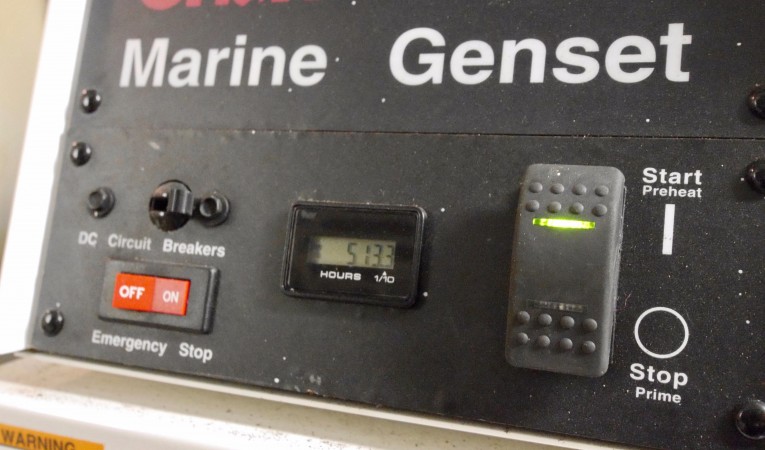 Marine Genset
Start
Preheat
DC Circuit Breakers
5133
HOURS 1/10
OFF ON
Emergency Stop
Stop
Prime
WARNING